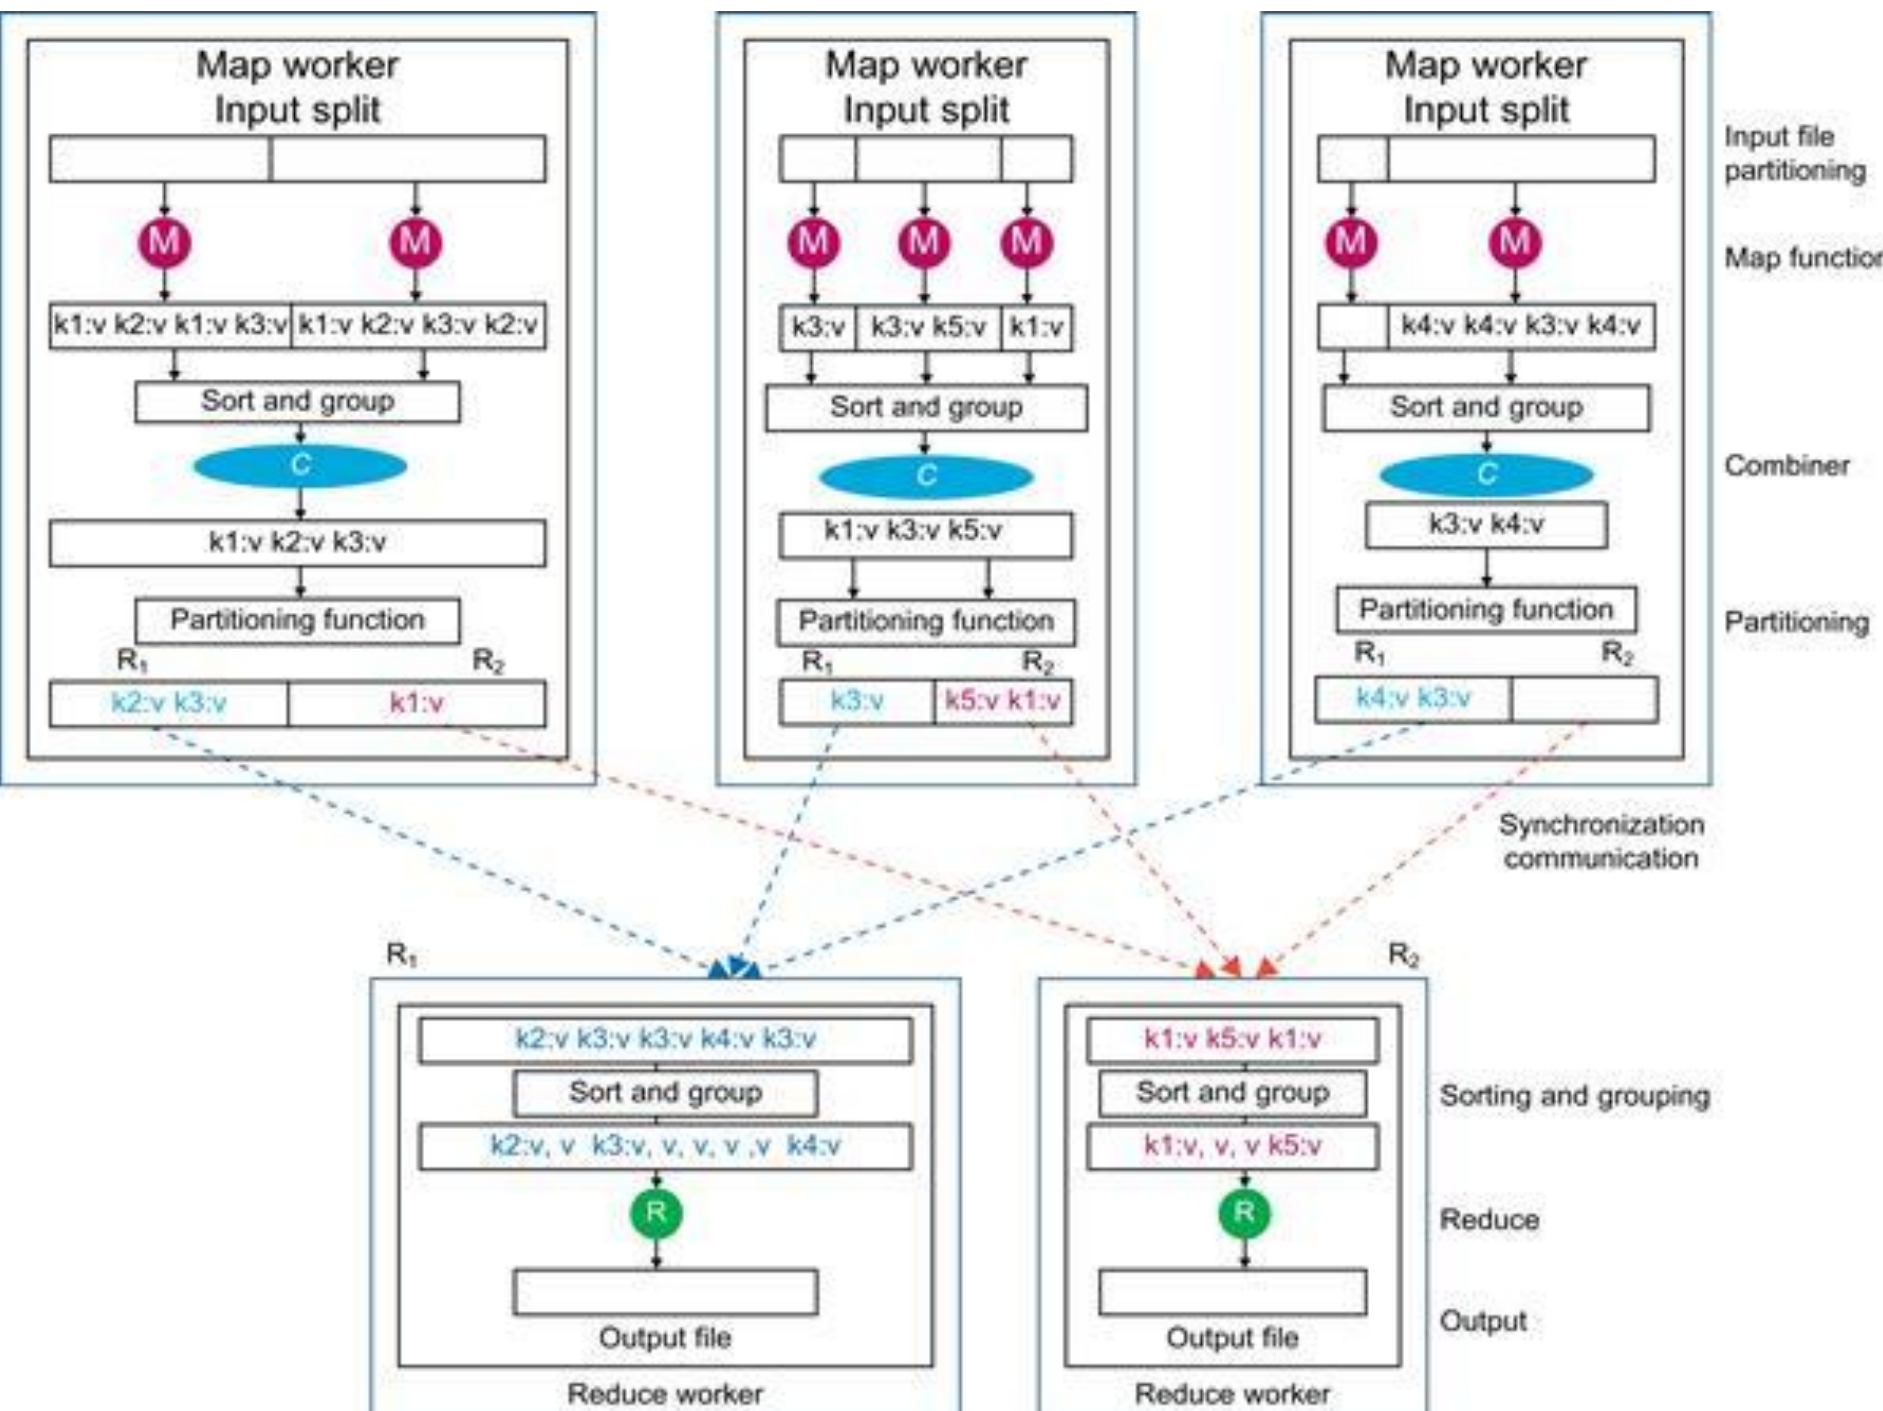 Map worker
Input split
M M
k1:v k2:v k1:v k3:v k1:v k2:v k3:v k2:v
Sort and group
C
k1:v k2:v k3:v
Partitioning function
R1 R2
k2:v k3:v k1:v
Map worker
Input split
M M M
k3:v k3:v k5:v k1:v
Sort and group
C
k1:v k3:v k5:v
Partitioning function
R1 R2
k3:v k5:v k1:v
Map worker
Input split
M M
k4:v k4:v k3:v k4:v
Sort and group
C
k3:v k4:v
Partitioning function
R1 R2
k4:v k3:v
Input file
partitioning
Map function
Combiner
Partitioning
Synchronization
communication
R1
k2:v k3:v k3:v k4:v k3:v
Sort and group
k2:v, v k3:v, v, v, v ,v k4:v
R
Output file
Reduce worker
R2
k1:v k5:v k1:v
Sort and group
k1:v, v, v k5:v
R
Output file
Reduce worker
Sorting and grouping
Reduce
Output